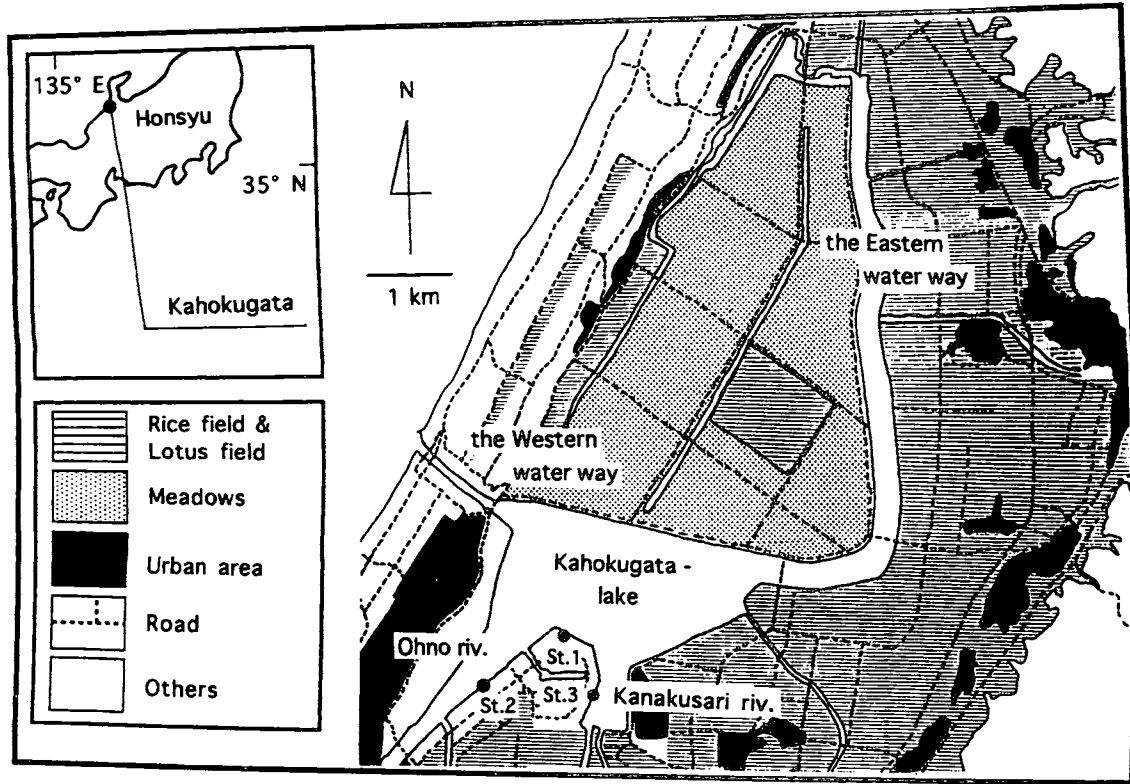 135° E
Honsyu
35° N
Kahokugata
N
1 km
Rice field &
Lotus field
Meadows
Urban area
Road
Others
the Eastern
water way
the Western
water way
Kahokugata -
lake
Ohno riv.
St.1
St.2
St.3
Kanakusari riv.